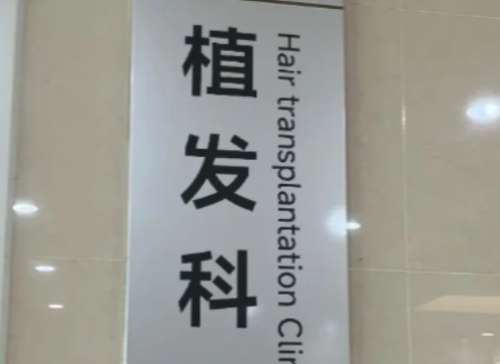 植发科
Hair transplantation